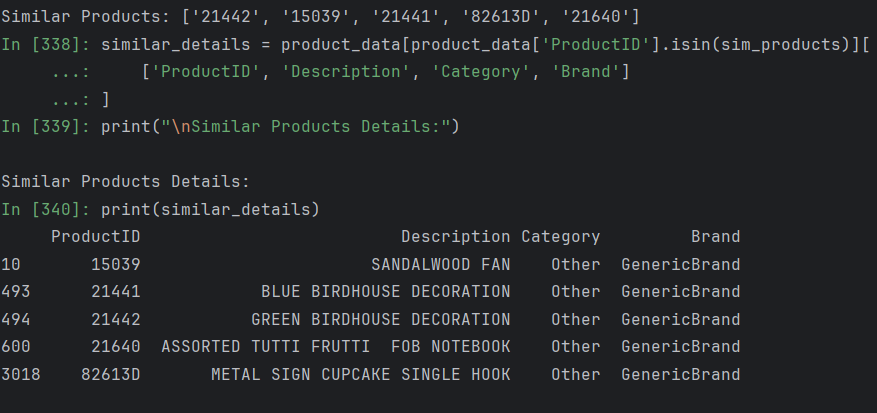 Similar Products: ['21442', '15039', '21441', '82613D', '21640']
In [338]: similar_details = product_data[product_data['ProductID'].isin(sim_products)][
     ...:     ['ProductID', 'Description', 'Category', 'Brand']
     ...: ]
In [339]: print("\nSimilar Products Details:")
Similar Products Details:
In [340]: print(similar_details)
     ProductID                          Description Category         Brand
10       15039                       SANDALWOOD FAN    Other  GenericBrand
493      21441            BLUE BIRDHOUSE DECORATION    Other  GenericBrand
494      21442           GREEN BIRDHOUSE DECORATION    Other  GenericBrand
600      21640  ASSORTED TUTTI FRUTTI  FOB NOTEBOOK    Other  GenericBrand
3018    82613D       METAL SIGN CUPCAKE SINGLE HOOK    Other  GenericBrand